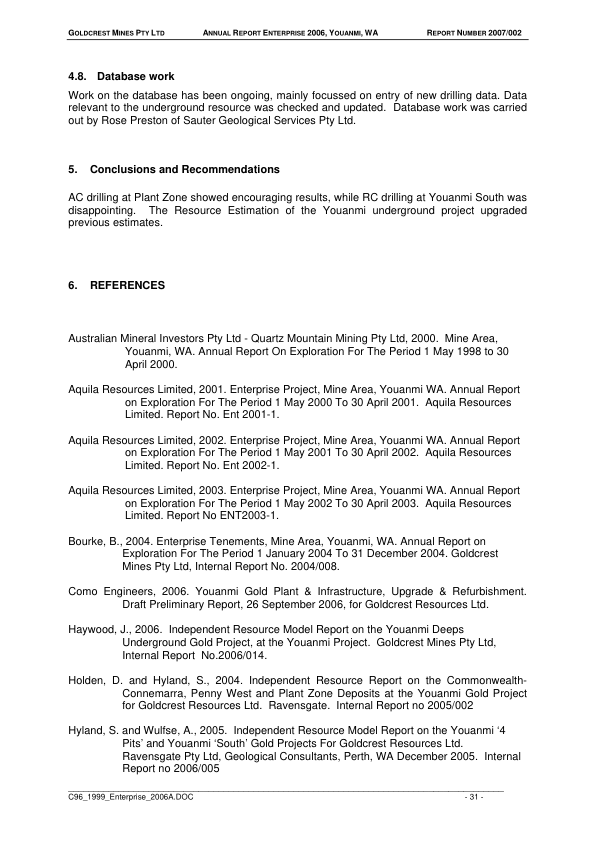 GOLDCREST MINES PTY LTD ANNUAL REPORT ENTERPRISE 2006, YOUANMI, WA REPORT NUMBER 2007/002
4.8. Database work
Work on the database has been ongoing, mainly focussed on entry of new drilling data. Data
relevant to the underground resource was checked and updated. Database work was carried
out by Rose Preston of Sauter Geological Services Pty Ltd.
5. Conclusions and Recommendations
AC drilling at Plant Zone showed encouraging results, while RC drilling at Youanmi South was
disappointing. The Resource Estimation of the Youanmi underground project upgraded
previous estimates.
6. REFERENCES
Australian Mineral Investors Pty Ltd - Quartz Mountain Mining Pty Ltd, 2000. Mine Area,
Youanmi, WA. Annual Report On Exploration For The Period 1 May 1998 to 30
April 2000.
Aquila Resources Limited, 2001. Enterprise Project, Mine Area, Youanmi WA. Annual Report
on Exploration For The Period 1 May 2000 To 30 April 2001. Aquila Resources
Limited. Report No. Ent 2001-1.
Aquila Resources Limited, 2002. Enterprise Project, Mine Area, Youanmi WA. Annual Report
on Exploration For The Period 1 May 2001 To 30 April 2002. Aquila Resources
Limited. Report No. Ent 2002-1.
Aquila Resources Limited, 2003. Enterprise Project, Mine Area, Youanmi WA. Annual Report
on Exploration For The Period 1 May 2002 To 30 April 2003. Aquila Resources
Limited. Report No ENT2003-1.
Bourke, B., 2004. Enterprise Tenements, Mine Area, Youanmi, WA. Annual Report on
Exploration For The Period 1 January 2004 To 31 December 2004. Goldcrest
Mines Pty Ltd, Internal Report No. 2004/008.
Como Engineers, 2006. Youanmi Gold Plant & Infrastructure, Upgrade & Refurbishment.
Draft Preliminary Report, 26 September 2006, for Goldcrest Resources Ltd.
Haywood, J., 2006. Independent Resource Model Report on the Youanmi Deeps
Underground Gold Project, at the Youanmi Project. Goldcrest Mines Pty Ltd,
Internal Report No.2006/014.
Holden, D. and Hyland, S., 2004. Independent Resource Report on the Commonwealth-
Connemarra, Penny West and Plant Zone Deposits at the Youanmi Gold Project
for Goldcrest Resources Ltd. Ravensgate. Internal Report no 2005/002
Hyland, S. and Wulfse, A., 2005. Independent Resource Model Report on the Youanmi ‘4
Pits’ and Youanmi ‘South’ Gold Projects For Goldcrest Resources Ltd.
Ravensgate Pty Ltd, Geological Consultants, Perth, WA December 2005. Internal
Report no 2006/005
C96_1999_Enterprise_2006A.DOC - 31 -